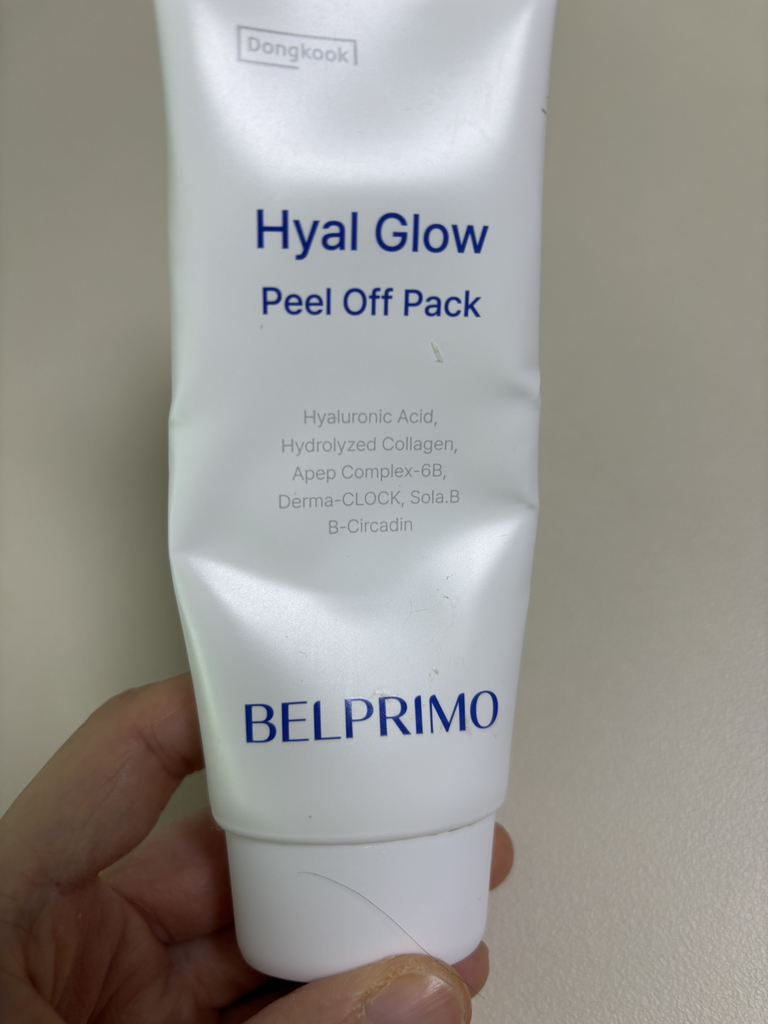 Dongkook
Hyal Glow
Peel Off Pack
Hyaluronic Acid,
Hydrolyzed Collagen,
Apep Complex-6B,
Derma-CLOCK, Sola.B
B-Circadin
BELPRIMO